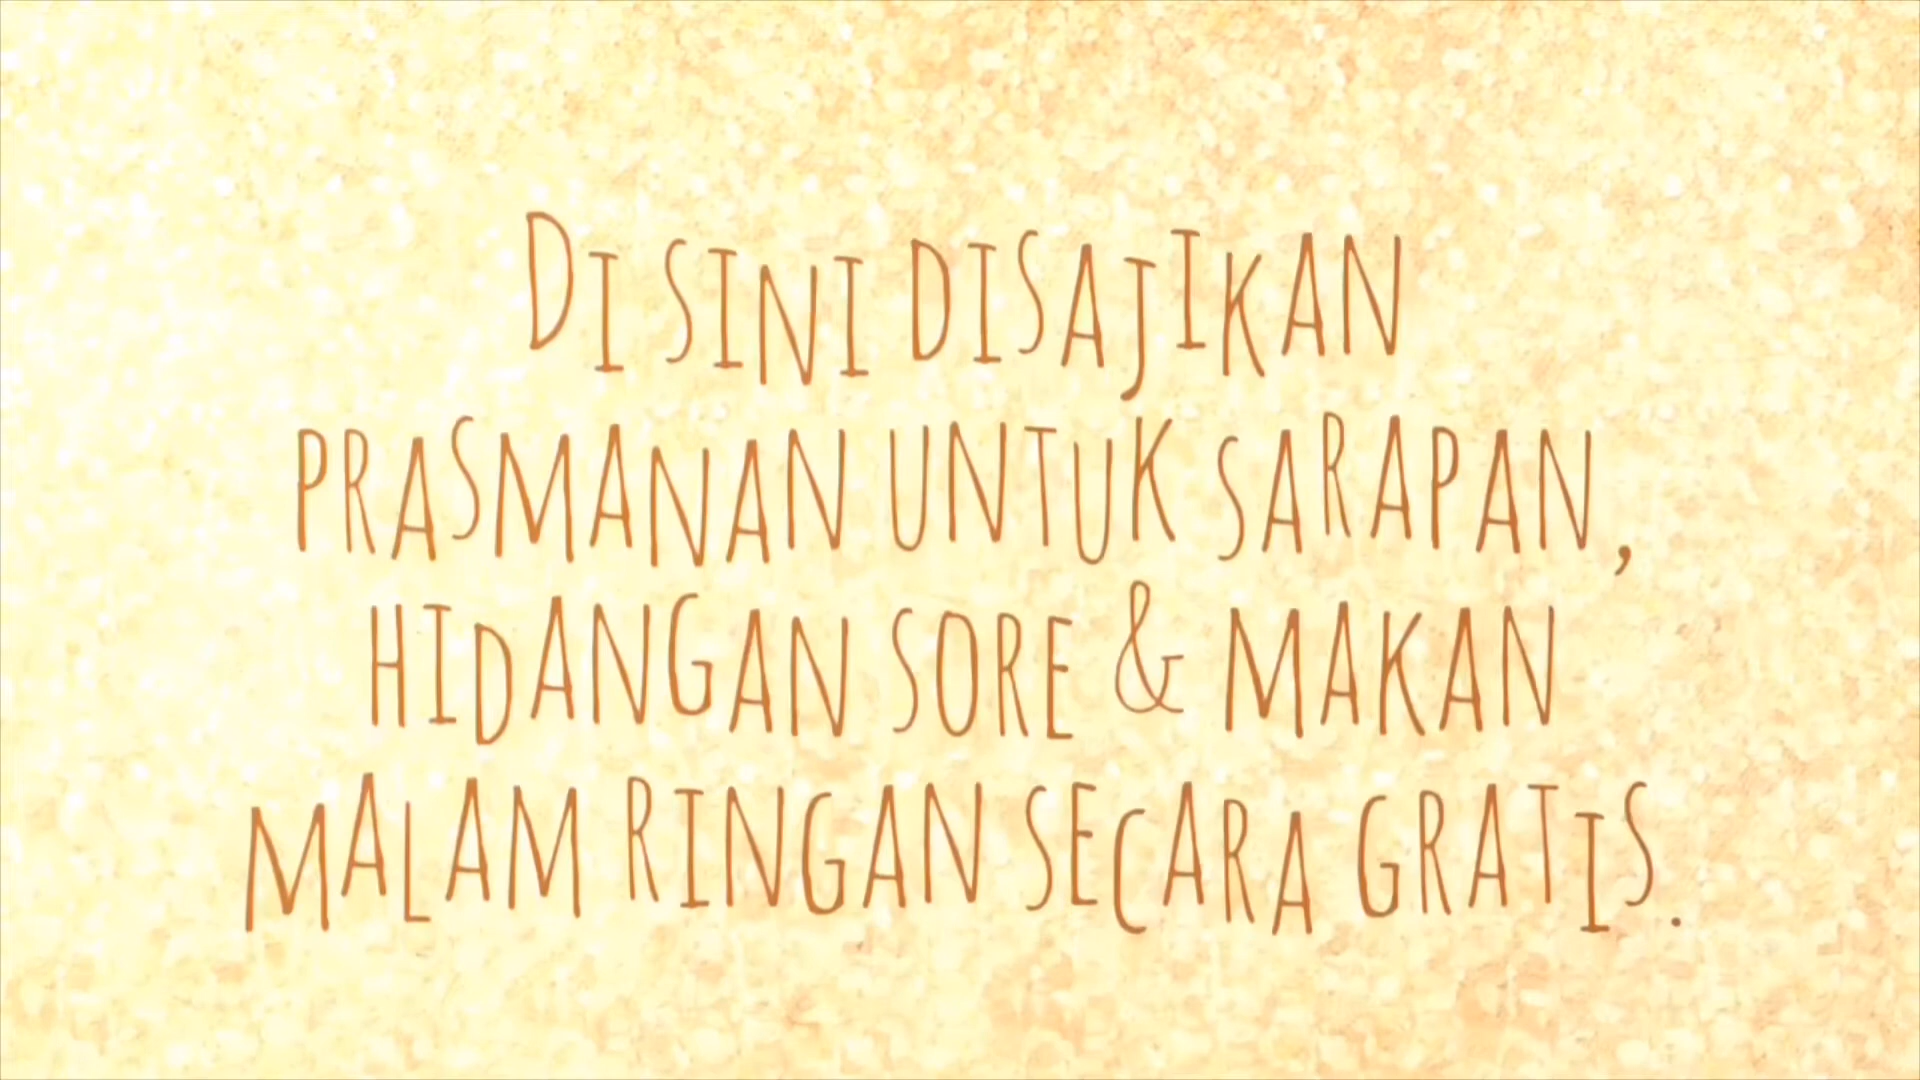 Di sini disajikan
prasmanan untuk sarapan,
hidangan sore & makan
malam ringan secara gratis.